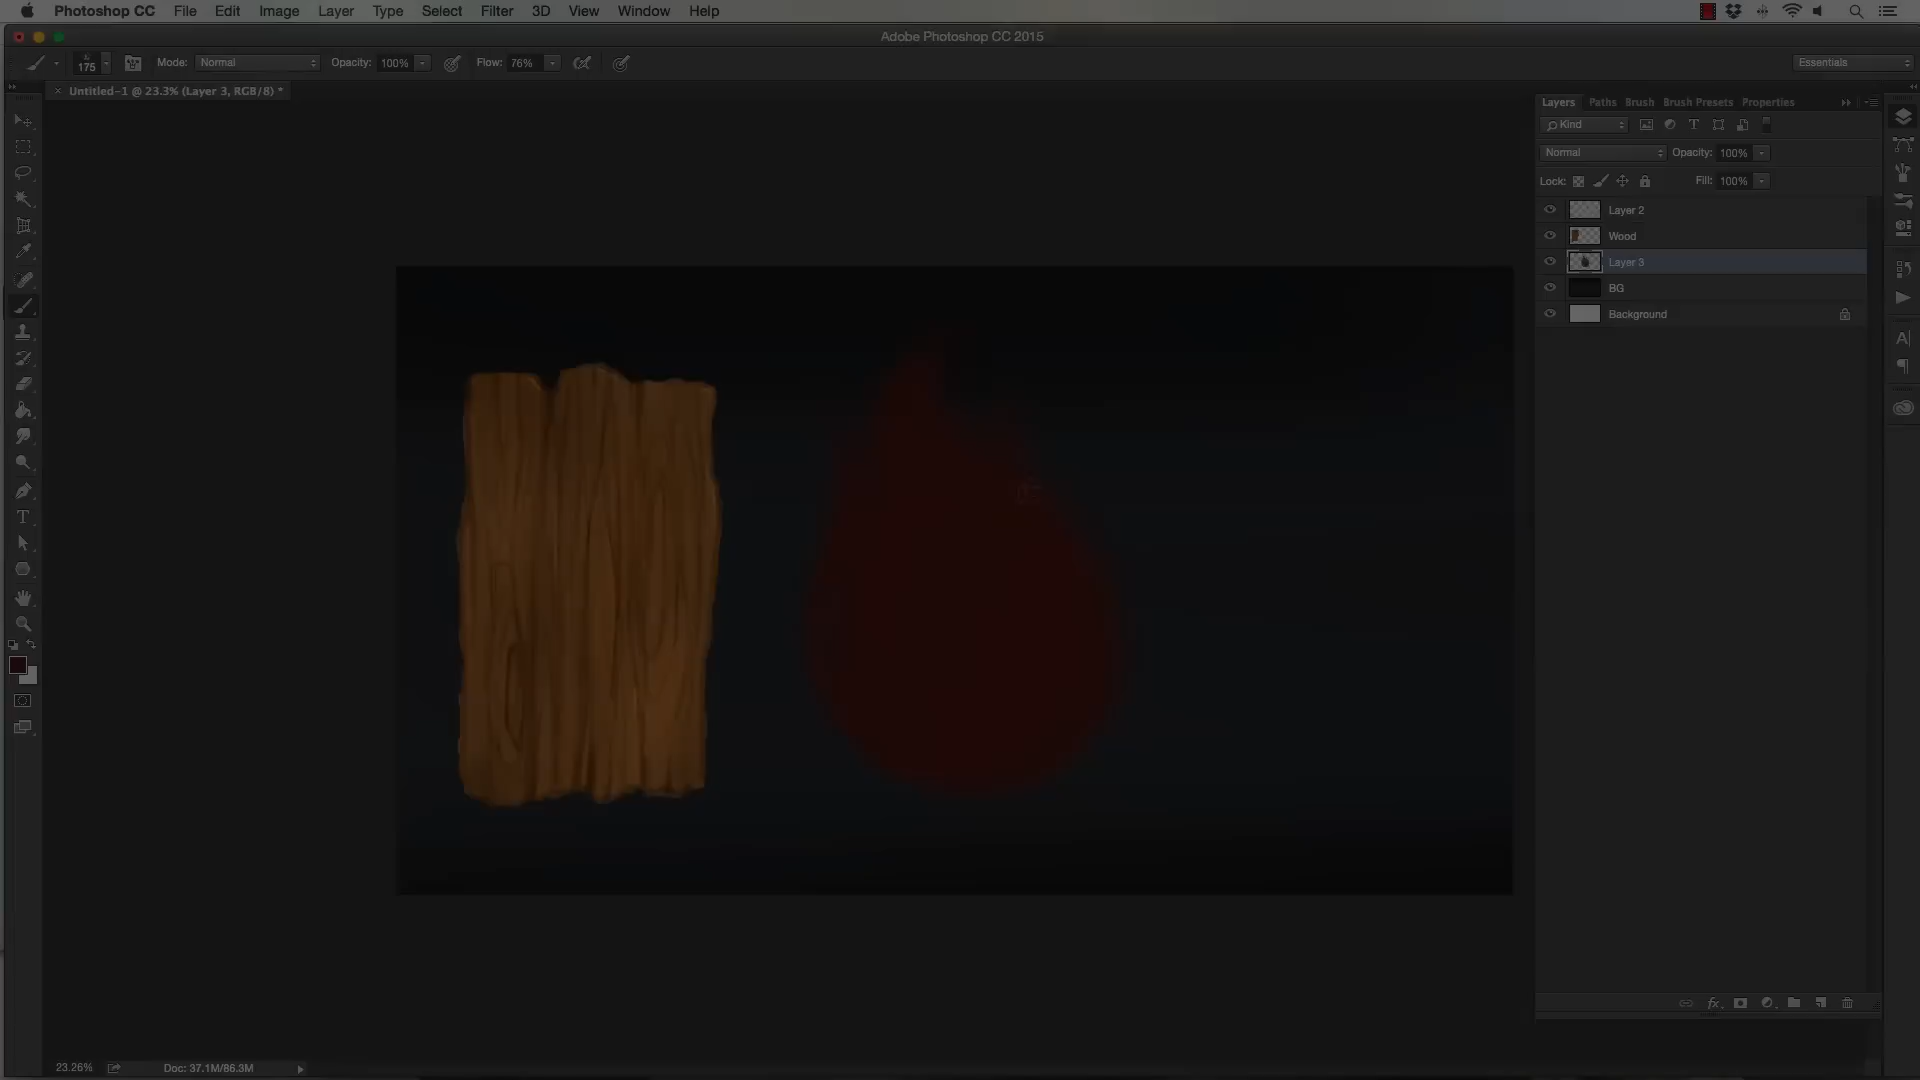 Photoshop CC File Edit Image Layer Type Select Filter 3D View Window Help
Adobe Photoshop CC 2015
175 Mode: Normal Opacity: 100% Flow: 76% Essentials
Untitled-1 @ 23.3% (Layer 3, RGB/8) *
Layers Paths Brush Brush Presets Properties
Kind
Normal Opacity: 100%
Lock: Fill: 100%
Layer 2
Wood
Layer 3
BG
Background
23.26% Doc: 37.1M/86.3M